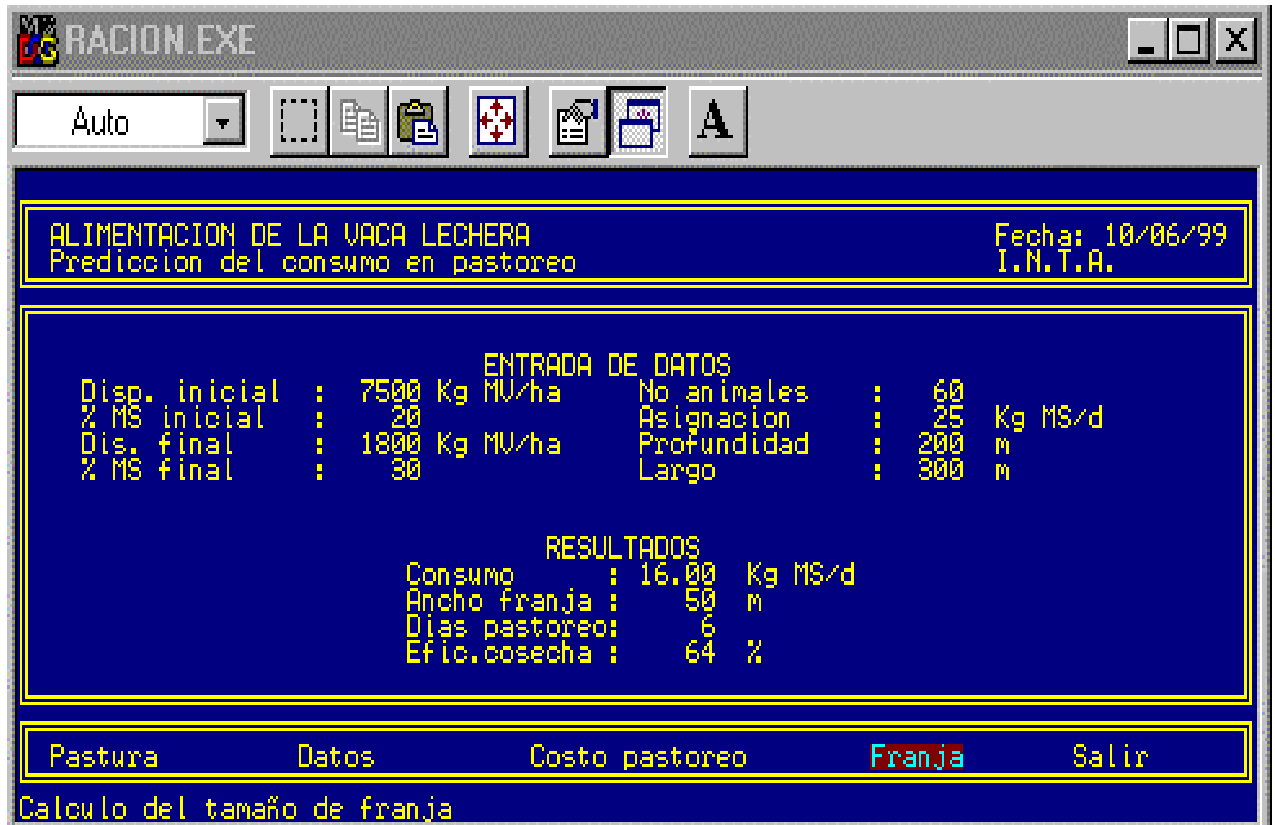 RACION.EXE
Auto
A
ALIMENTACION DE LA VACA LECHERA Fecha: 10/06/99
Prediccion del consumo en pastoreo I.N.T.A.
ENTRADA DE DATOS
Disp. inicial : 7500 Kg MV/ha No animales : 60
% MS inicial : 20 Asignacion : 25 Kg MS/d
Dis. final : 1800 Kg MV/ha Profundidad : 200 m
% MS final : 30 Largo : 300 m
RESULTADOS
Consumo : 16.00 Kg MS/d
Ancho franja : 50 m
Dias pastoreo: 6
Efic.cosecha : 64 %
Pastura Datos Costo pastoreo Franja Salir
Calculo del tamaño de franja